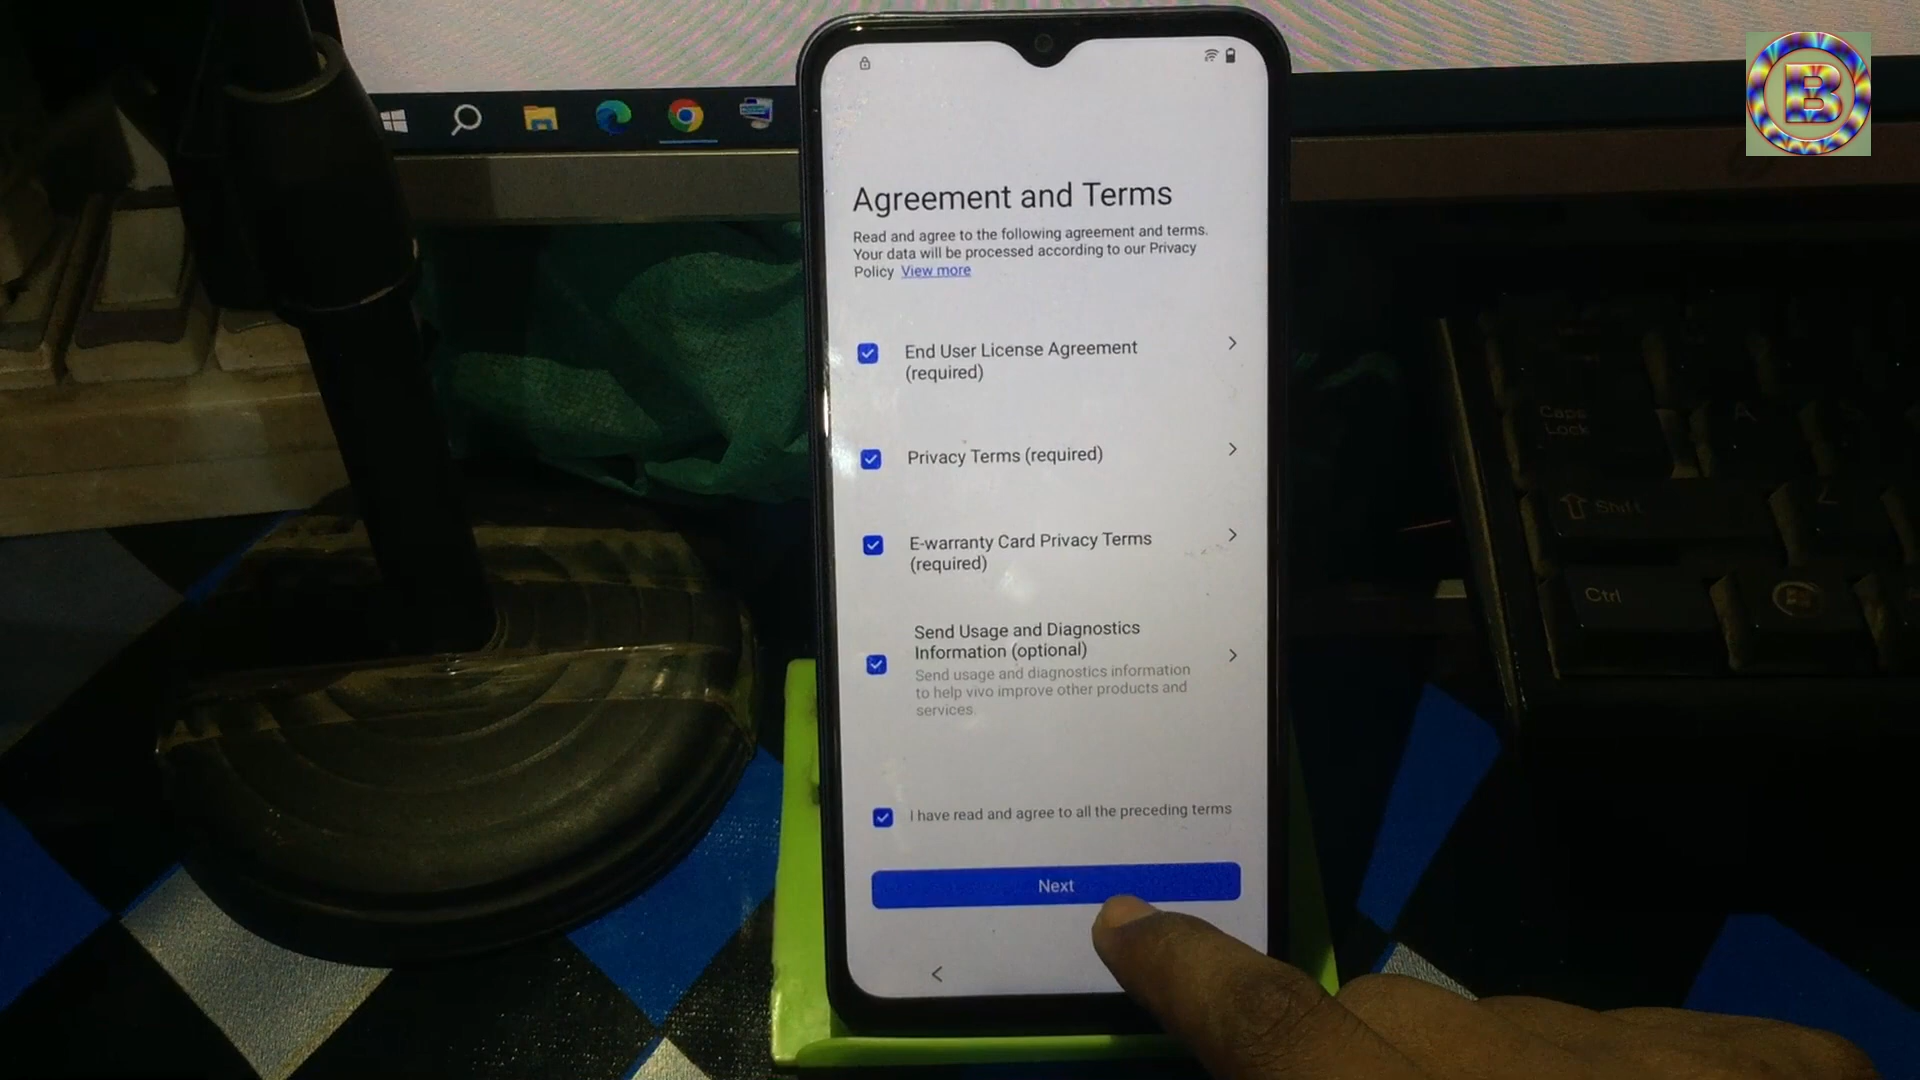 Agreement and Terms
Read and agree to the following agreement and terms.
Your data will be processed according to our Privacy
Policy View more
End User License Agreement
(required)
Privacy Terms (required)
E-warranty Card Privacy Terms
(required)
Send Usage and Diagnostics
Information (optional)
Send usage and diagnostics information
to help vivo improve other products and
services.
I have read and agree to all the preceding terms
Next
B
Caps
Lock
A
Shift
Z
Ctrl